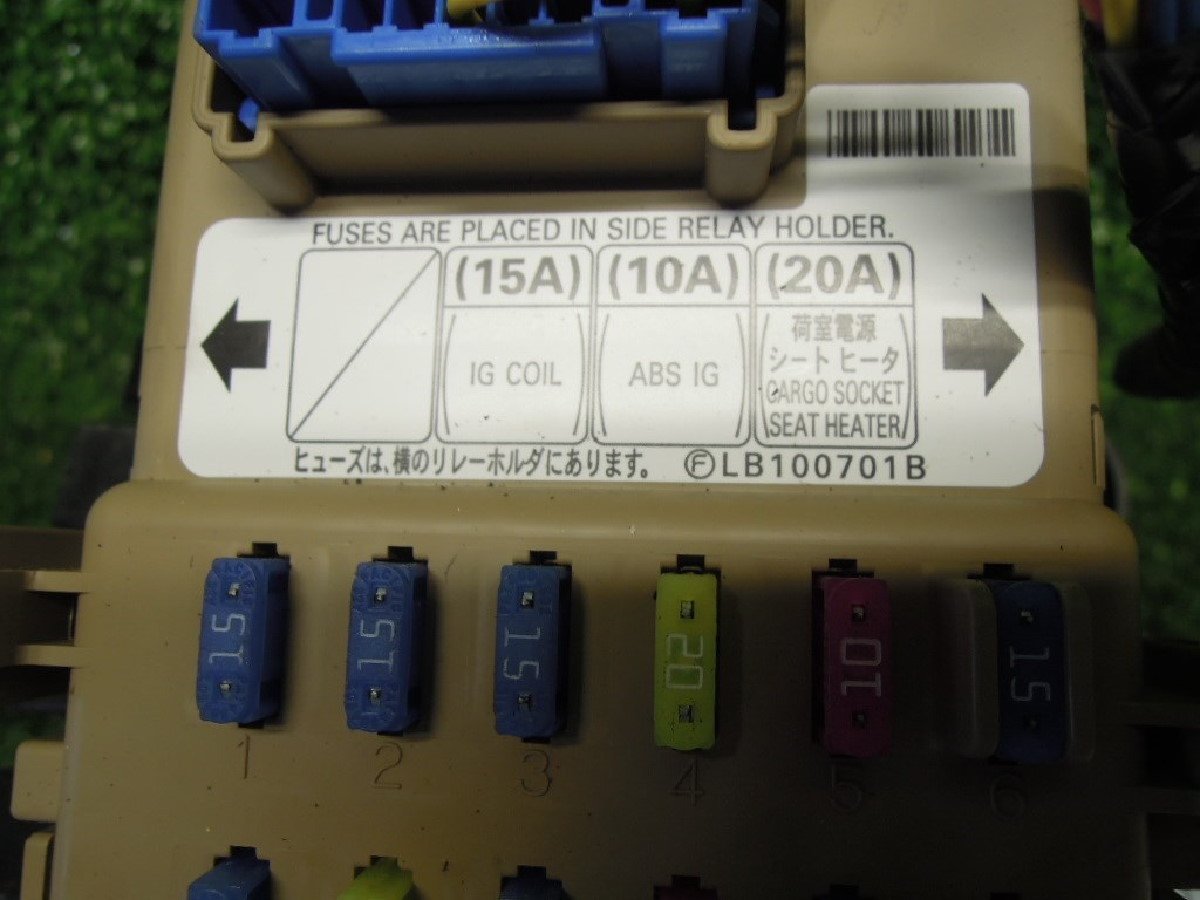 FUSES ARE PLACED IN SIDE RELAY HOLDER.
(15A) (10A) (20A)
IG COIL
ABS IG
荷室電源
シートヒータ
CARGO SOCKET
SEAT HEATER
ヒューズは、横のリレーホルダにあります。 Ⓕ LB100701B
15 15 15 20 10 15
1 2 3 4 5 6